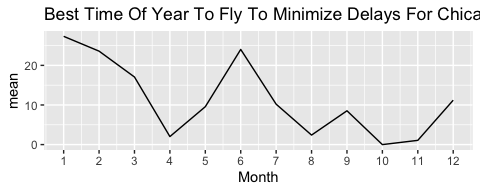 Best Time Of Year To Fly To Minimize Delays For Chica
mean
20
10
0
1 2 3 4 5 6 7 8 9 10 11 12
Month